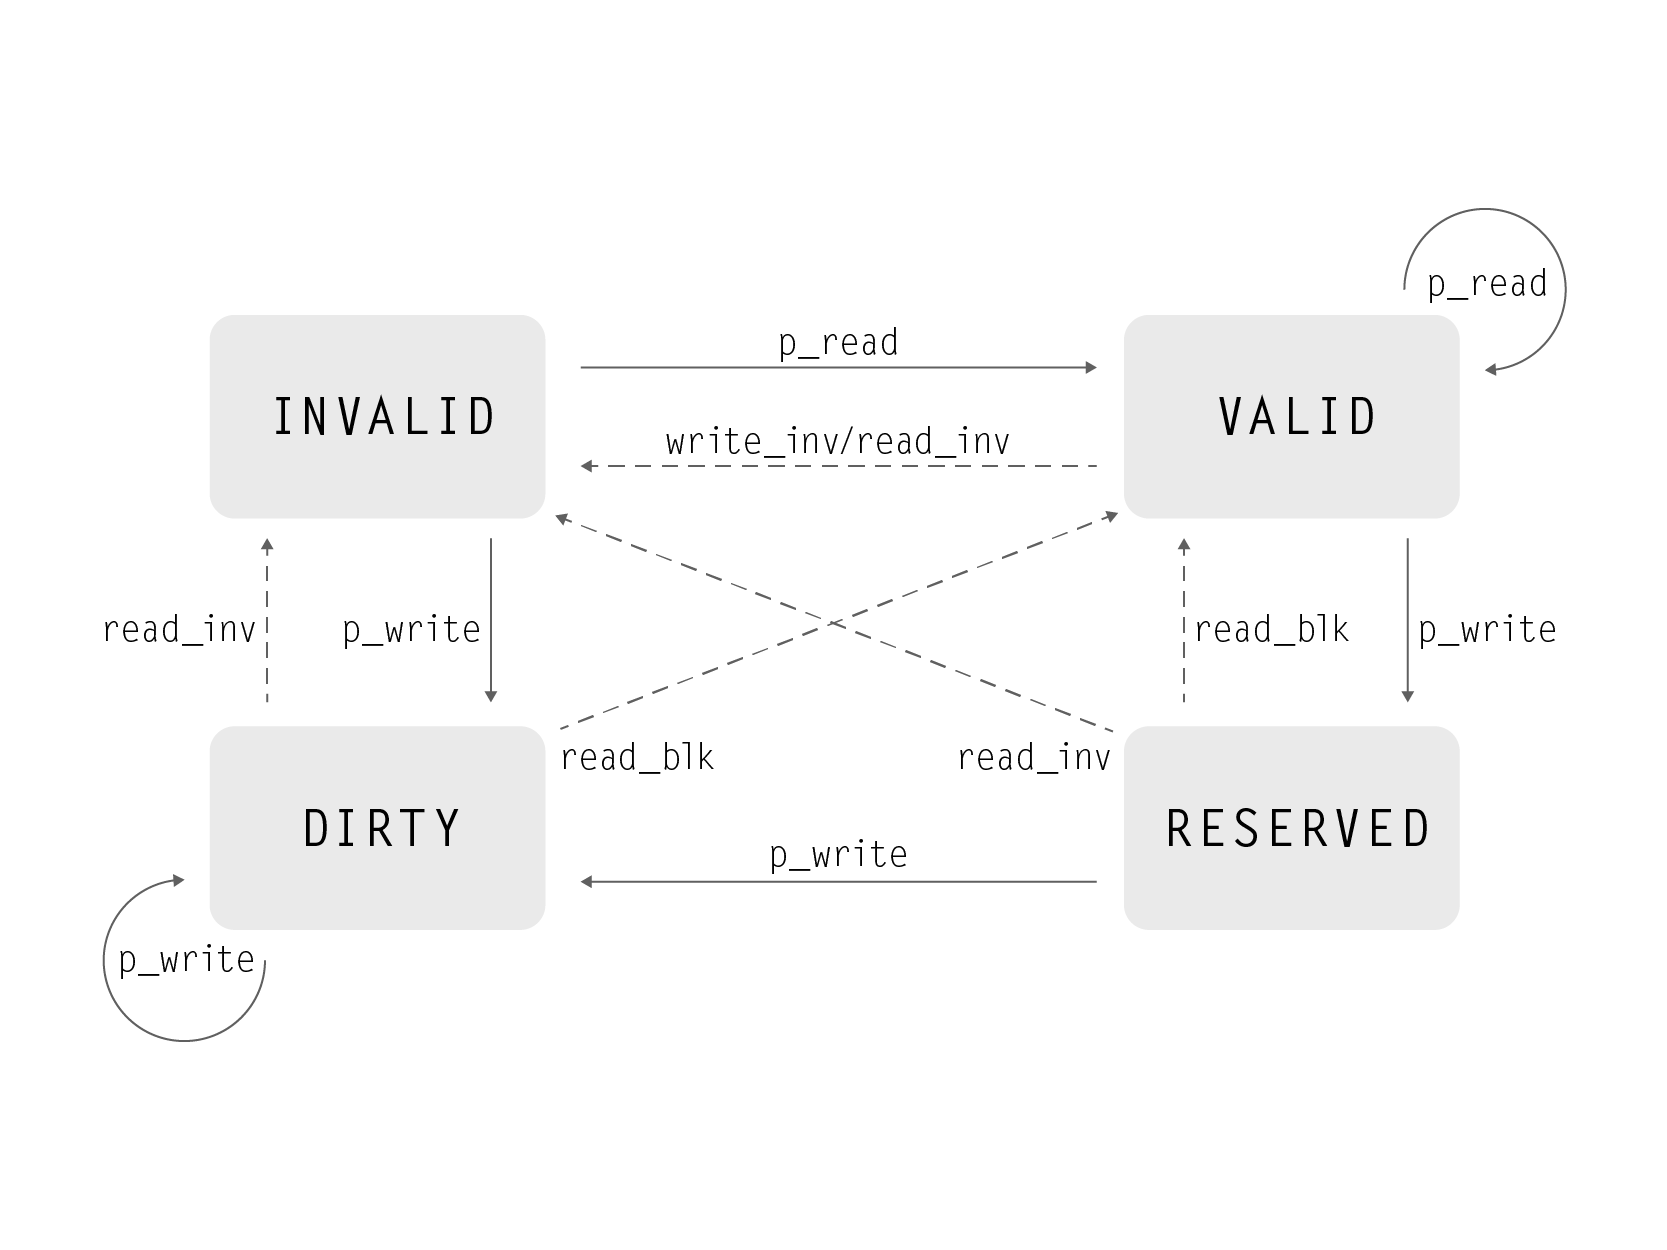 p_read
p_read
INVALID
VALID
write_inv/read_inv
read_inv
p_write
read_blk
p_write
read_blk
read_inv
DIRTY
RESERVED
p_write
p_write